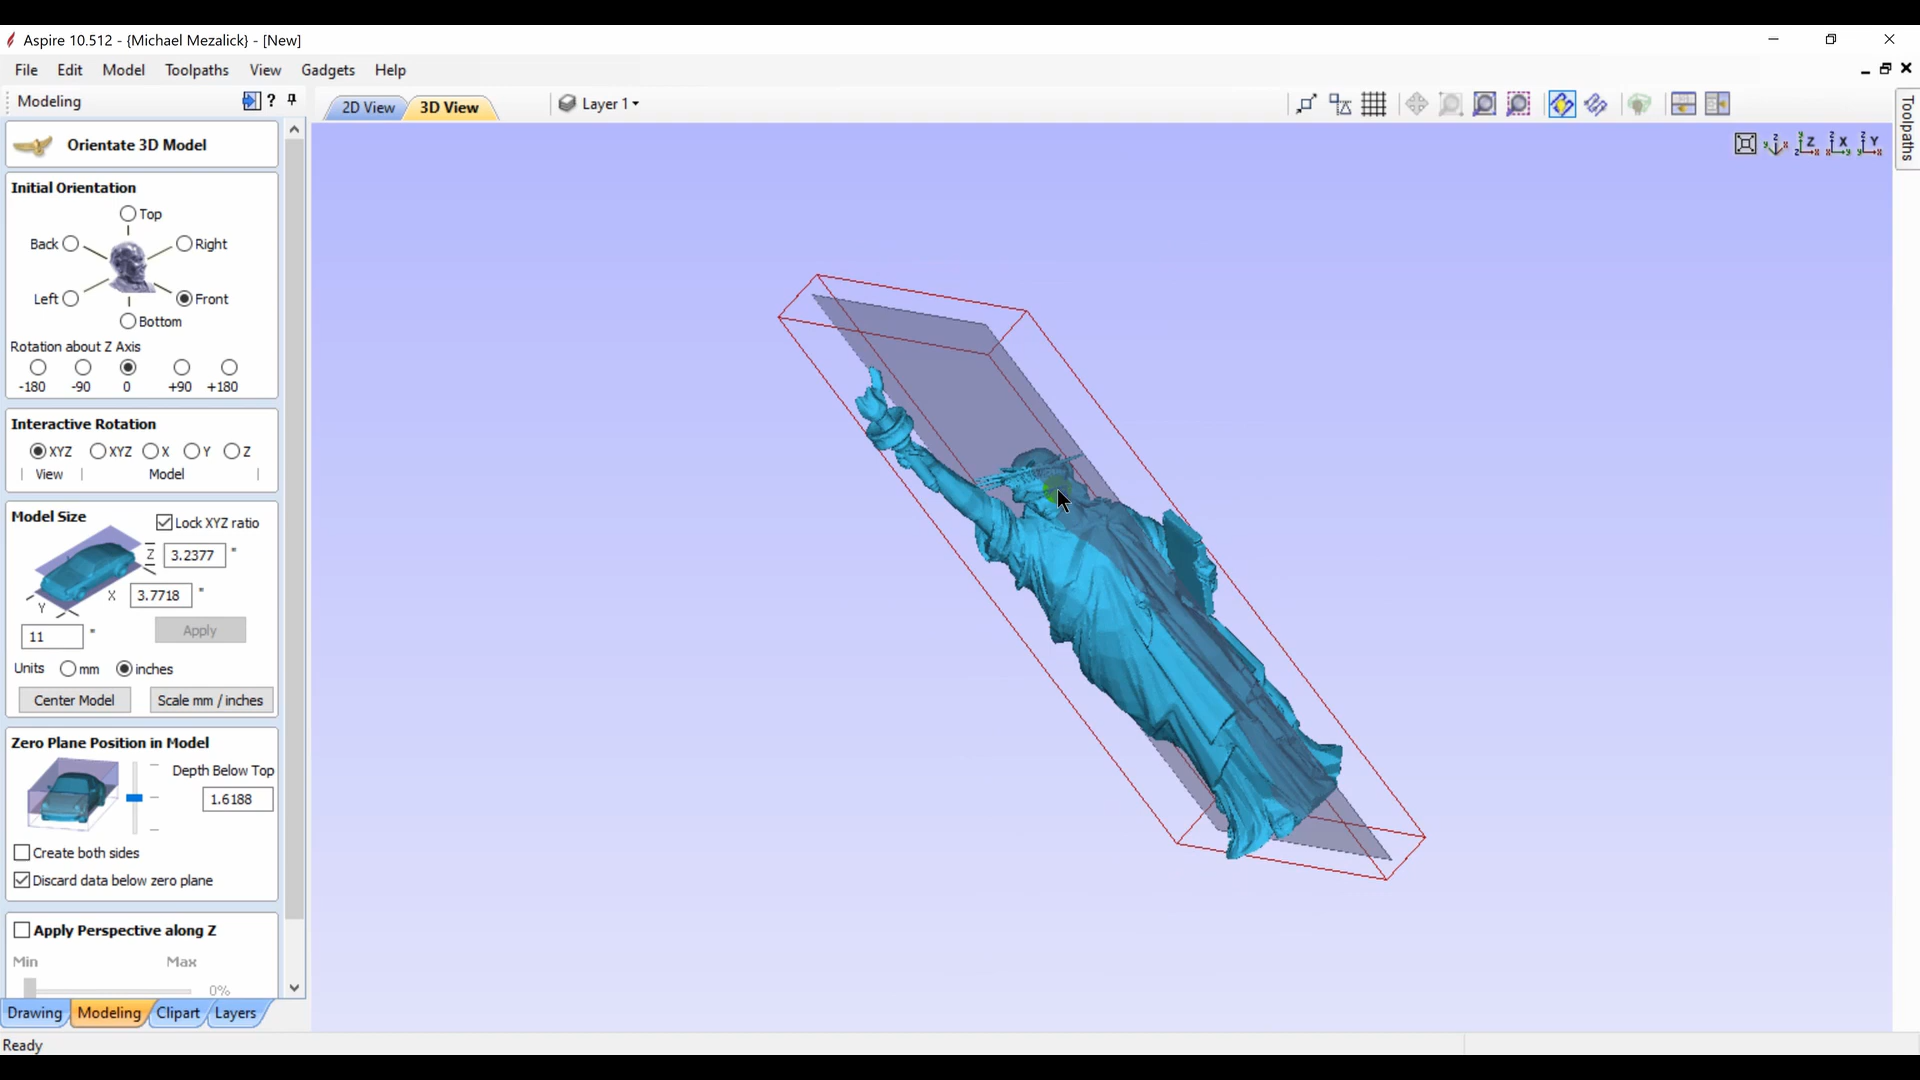 Aspire 10.512 - {Michael Mezalick} - [New]
File Edit Model Toolpaths View Gadgets Help
Modeling ?
2D View 3D View Layer 1
Toolpaths
Orientate 3D Model
Initial Orientation
Top
Back Right
Left Front
Bottom
Rotation about Z Axis
-180 -90 0 +90 +180
Interactive Rotation
XYZ XYZ X Y Z
View Model
Model Size Lock XYZ ratio
Z 3.2377 "
Y X 3.7718 "
11 " Apply
Units mm inches
Center Model Scale mm / inches
Zero Plane Position in Model
Depth Below Top
1.6188
Create both sides
Discard data below zero plane
Apply Perspective along Z
Min Max
0%
Drawing Modeling Clipart Layers
Ready